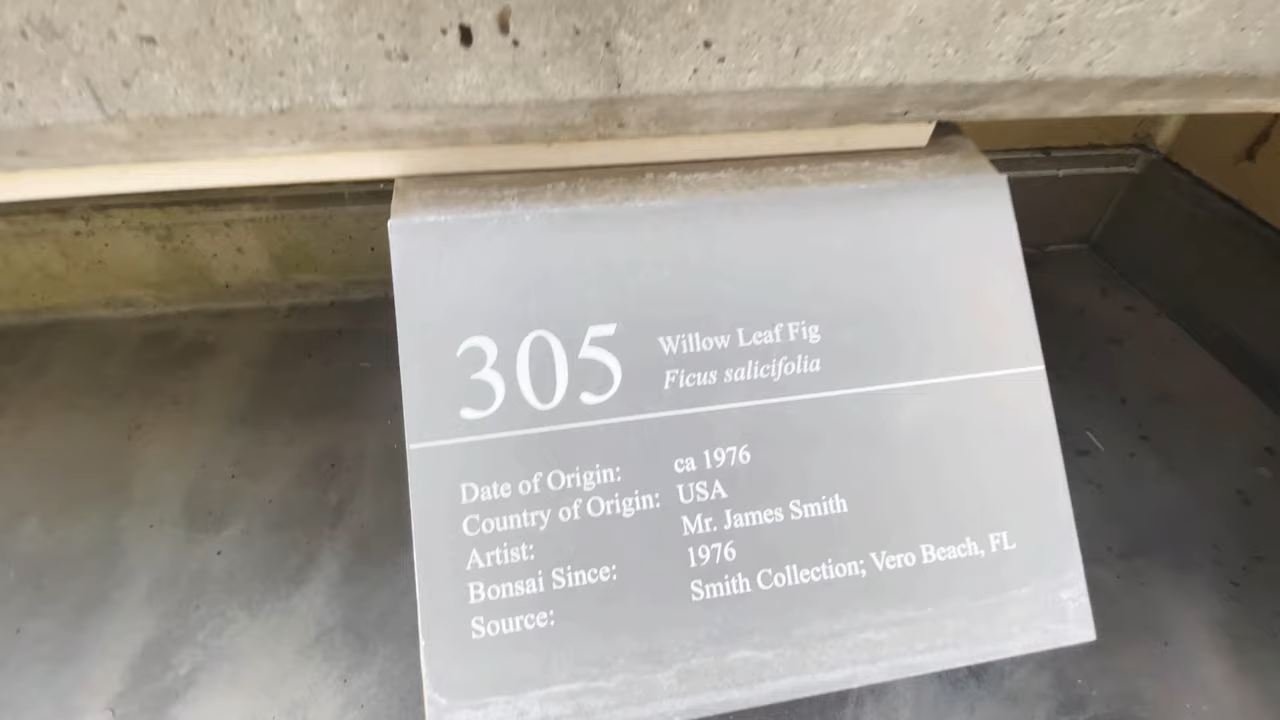 305 Willow Leaf Fig
Ficus salicifolia
Date of Origin: ca 1976
Country of Origin: USA
Artist: Mr. James Smith
Bonsai Since: 1976
Source: Smith Collection; Vero Beach, FL